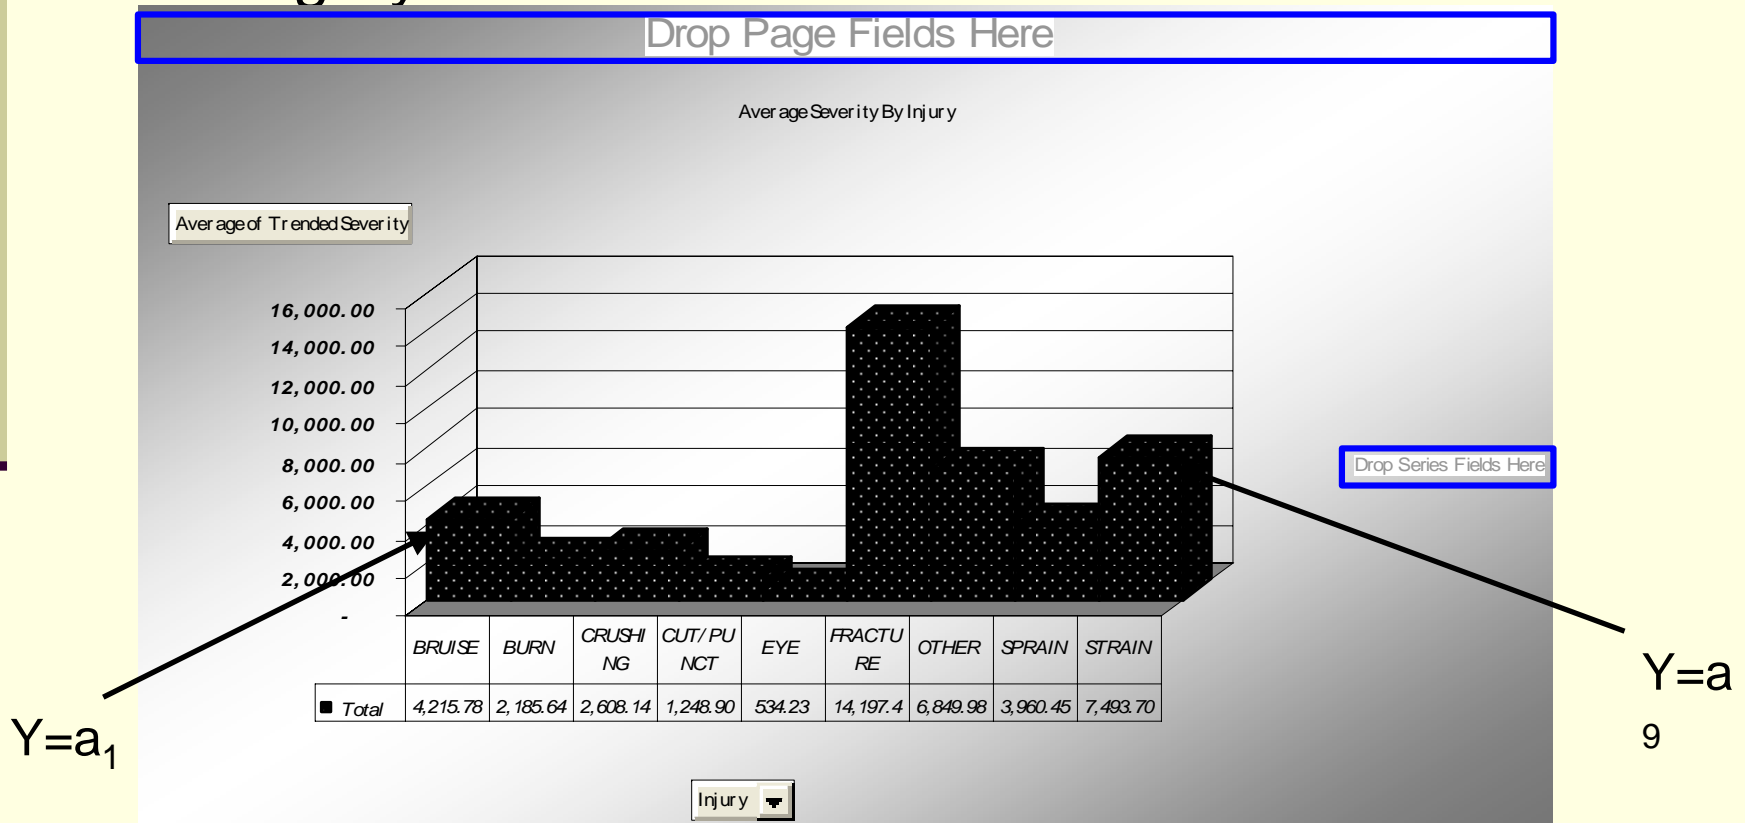 Drop Page Fields Here
Average Severity By Injury
Average of Trended Severity
16,000.00
14,000.00
12,000.00
10,000.00
8,000.00
6,000.00
4,000.00
2,000.00
-
Drop Series Fields Here
BRUISE BURN CRUSHI NG CUT/PU NCT EYE FRACTU RE OTHER SPRAIN STRAIN
Total 4,215.78 2,185.64 2,608.14 1,248.90 534.23 14,197.4 6,849.98 3,960.45 7,493.70
Y=a1
Y=a
9
Injury